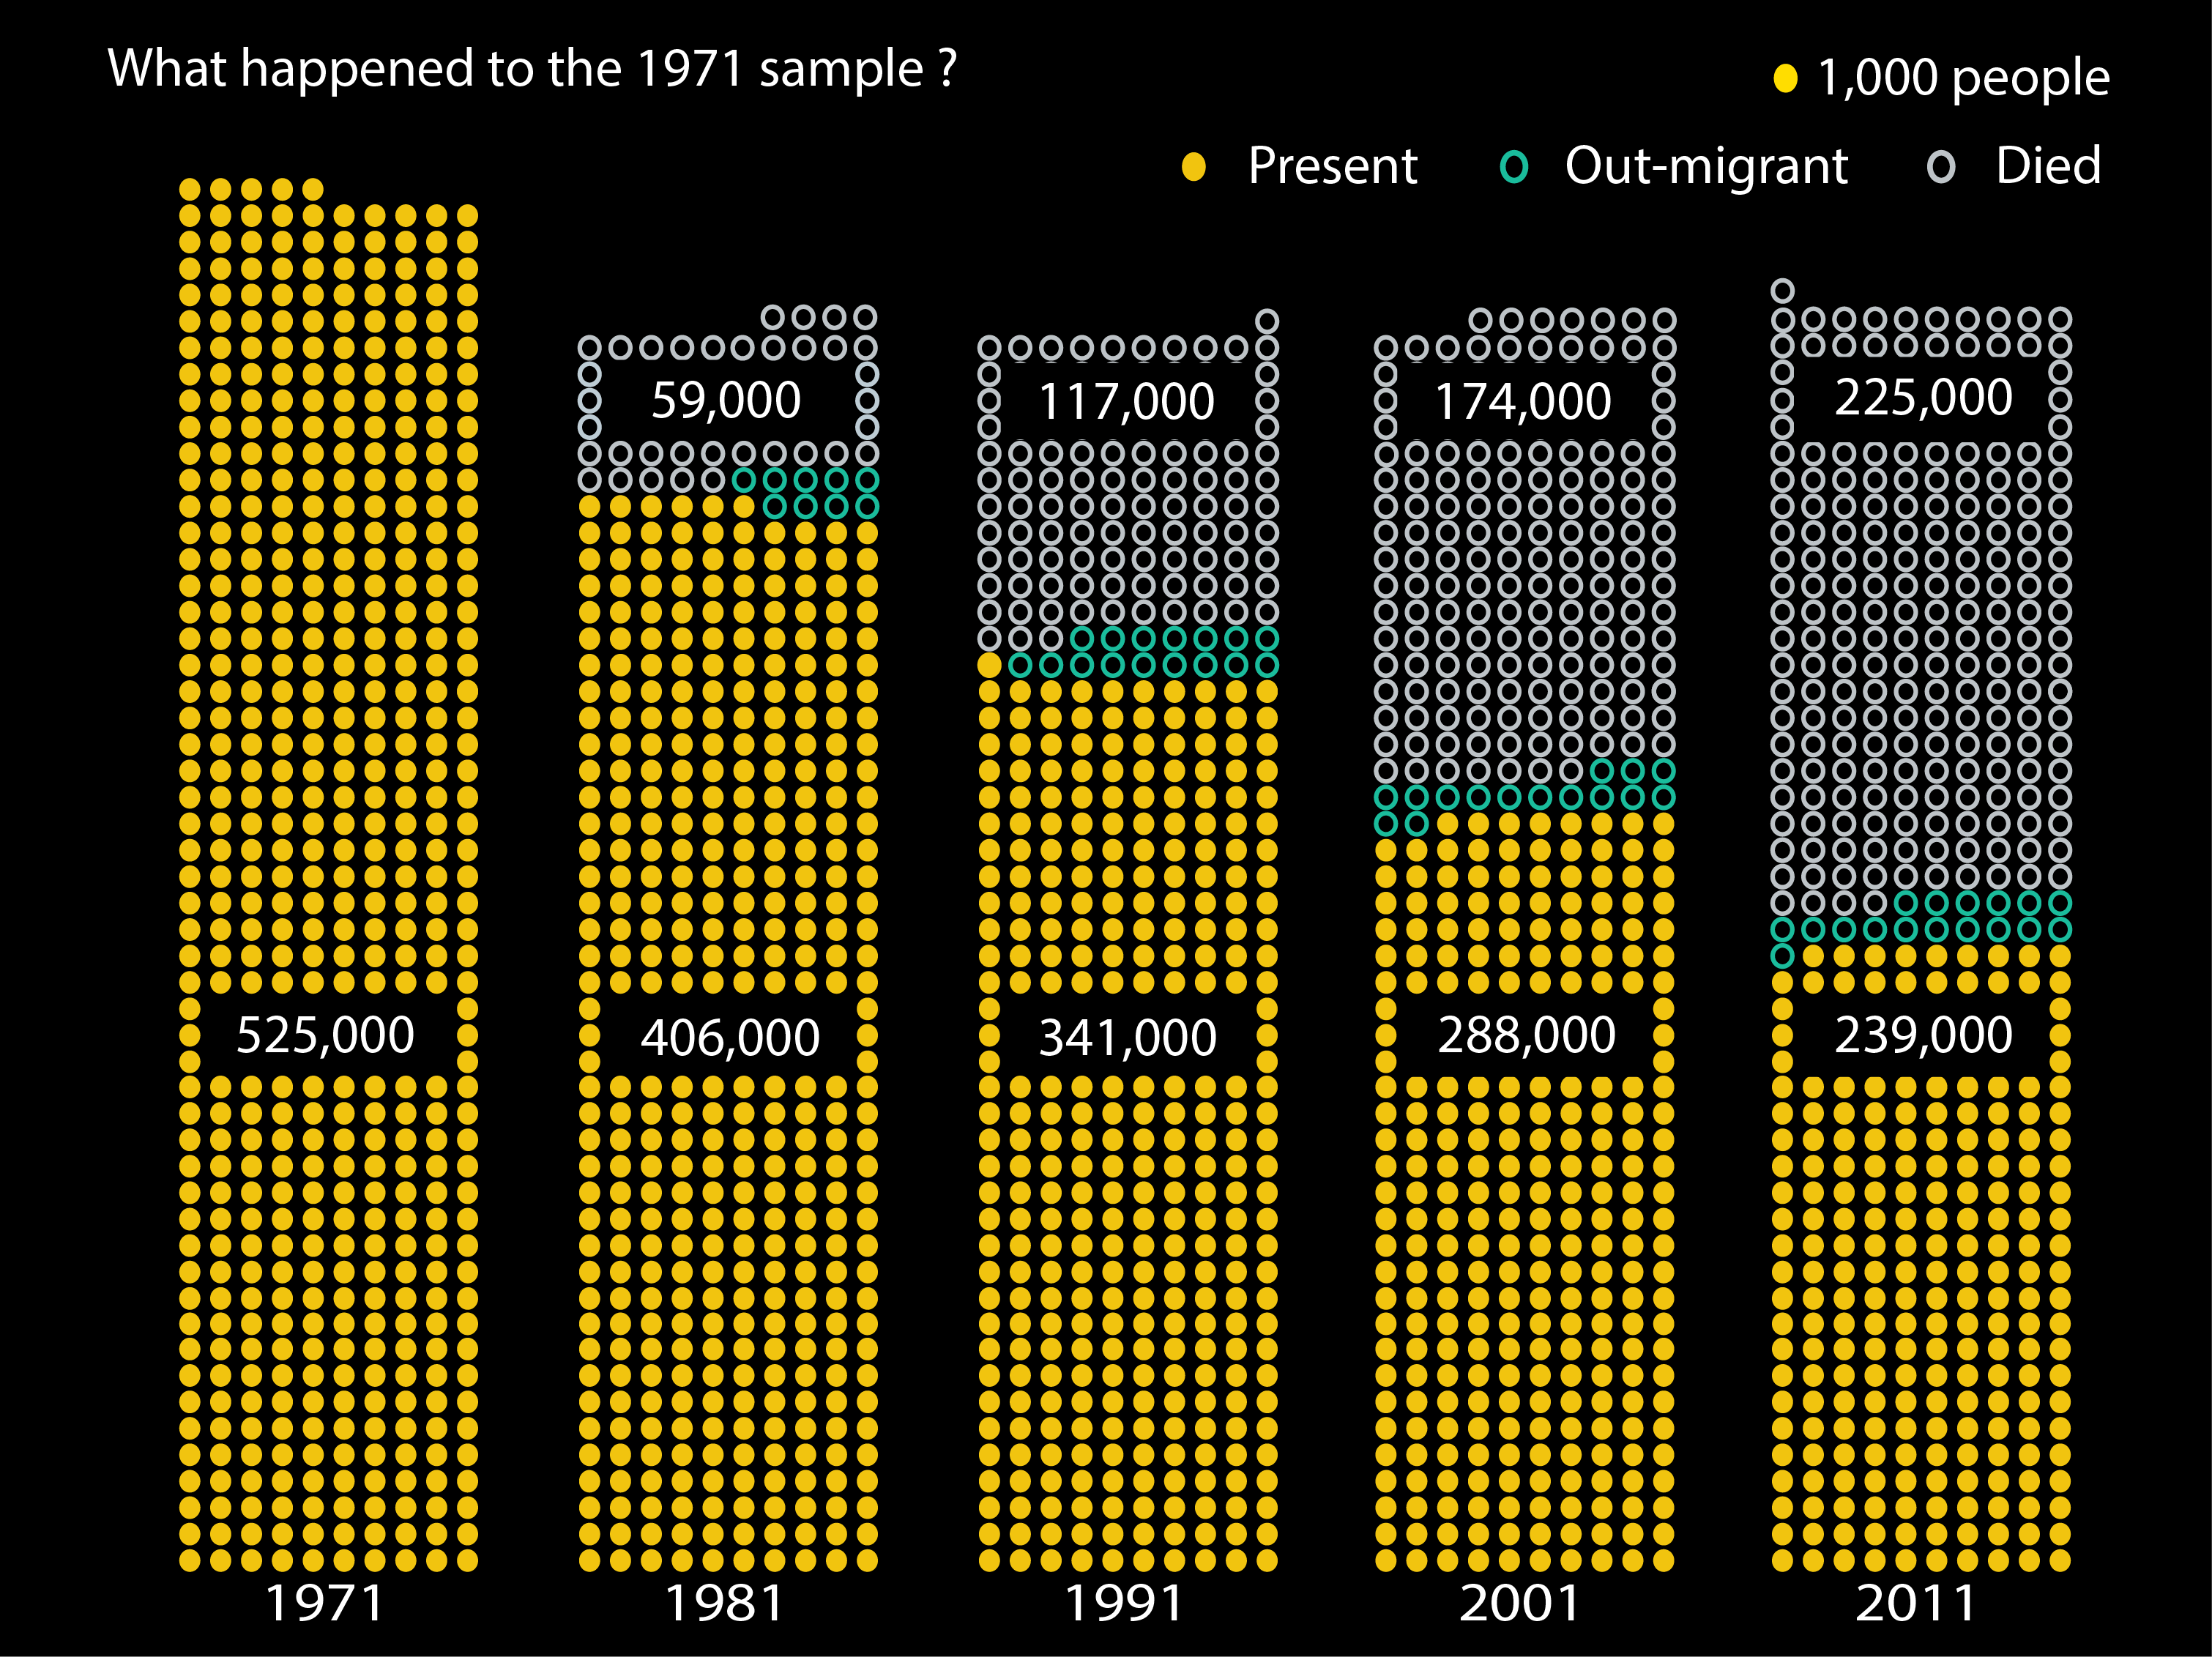 What happened to the 1971 sample ?
1,000 people
Present Out-migrant Died
59,000 117,000 174,000 225,000
525,000 406,000 341,000 288,000 239,000
1971 1981 1991 2001 2011